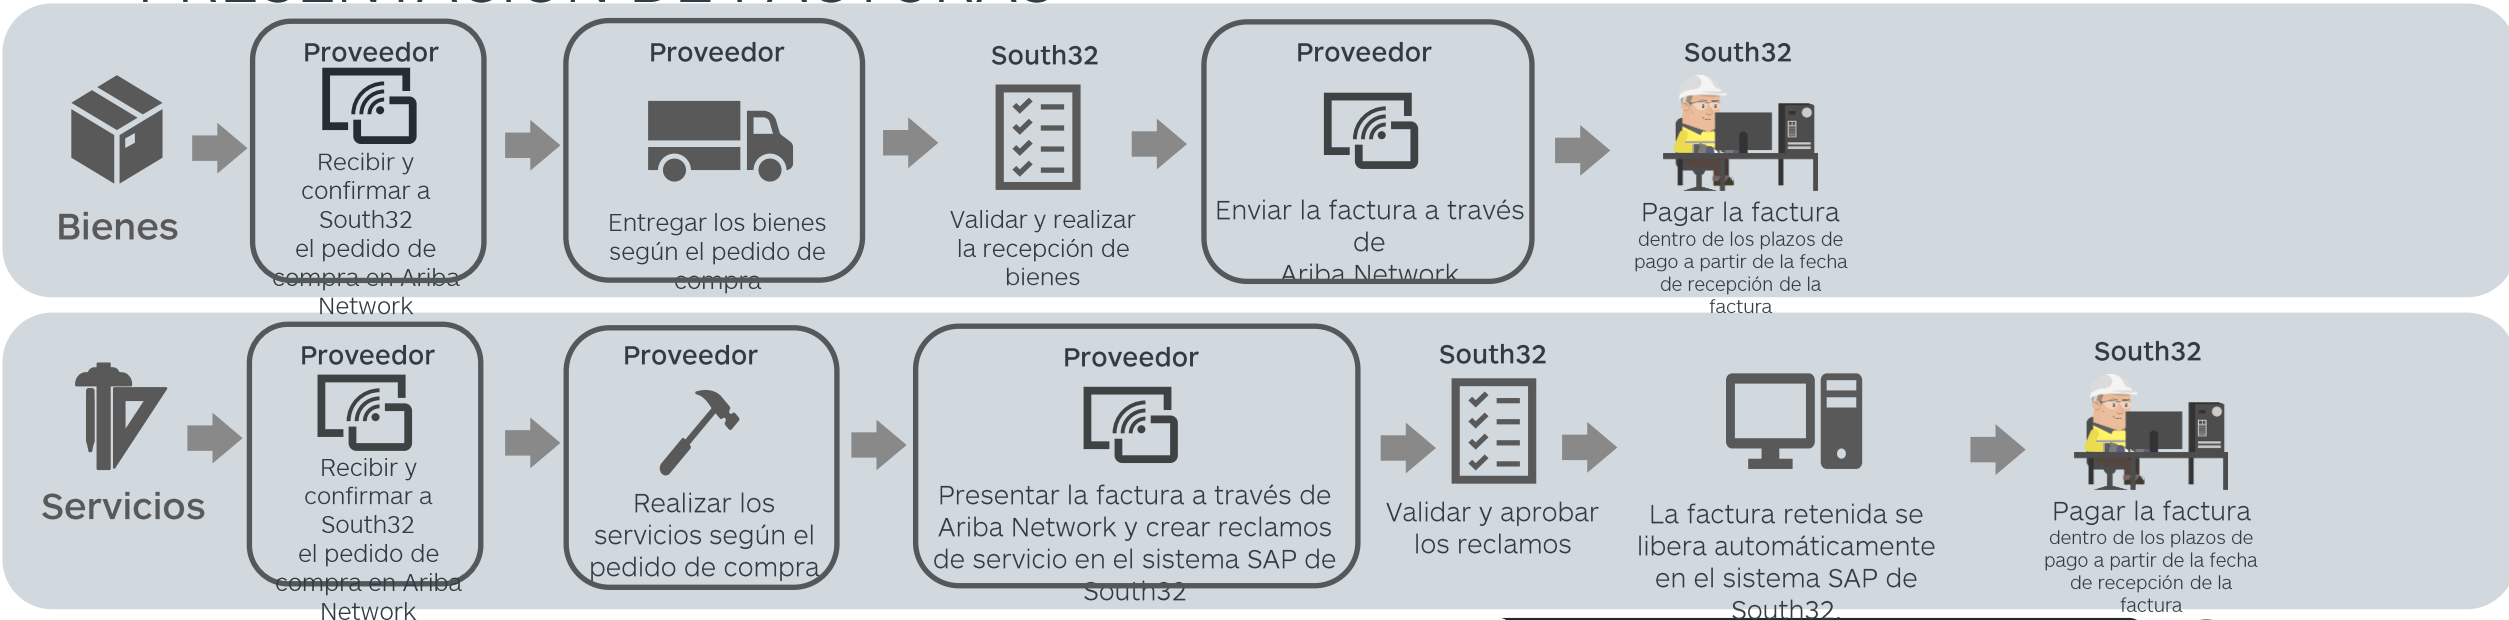 PRESENTACIÓN DE FACTURAS
Bienes
Proveedor
Recibir y
confirmar a
South32
el pedido de
compra en Ariba
Network
Proveedor
Entregar los bienes
según el pedido de
compra
South32
Validar y realizar
la recepción de
bienes
Proveedor
Enviar la factura a través
de
Ariba Network
South32
Pagar la factura
dentro de los plazos de
pago a partir de la fecha
de recepción de la
factura
Servicios
Proveedor
Recibir y
confirmar a
South32
el pedido de
compra en Ariba
Network
Proveedor
Realizar los
servicios según el
pedido de compra
Proveedor
Presentar la factura a través de
Ariba Network y crear reclamos
de servicio en el sistema SAP de
South32
South32
Validar y aprobar
los reclamos
La factura retenida se
libera automáticamente
en el sistema SAP de
South32.
South32
Pagar la factura
dentro de los plazos de
pago a partir de la fecha
de recepción de la
factura